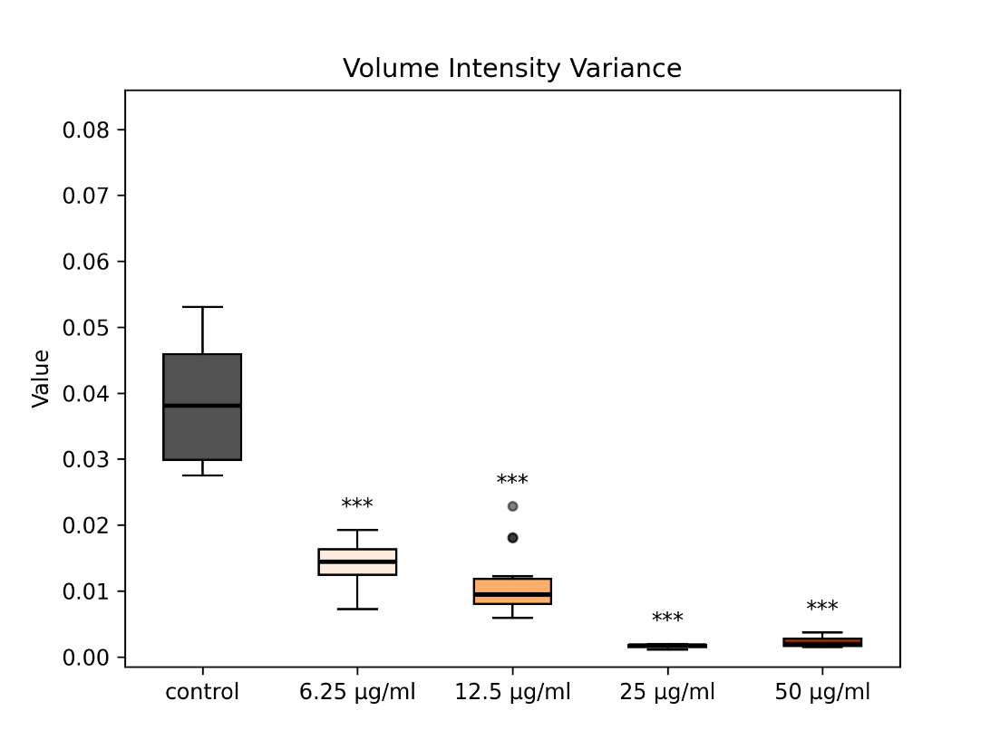 Volume Intensity Variance
Value
0.08
0.07
0.06
0.05
0.04
0.03
0.02
0.01
0.00
***
***
***
***
control
6.25 µg/ml
12.5 µg/ml
25 µg/ml
50 µg/ml